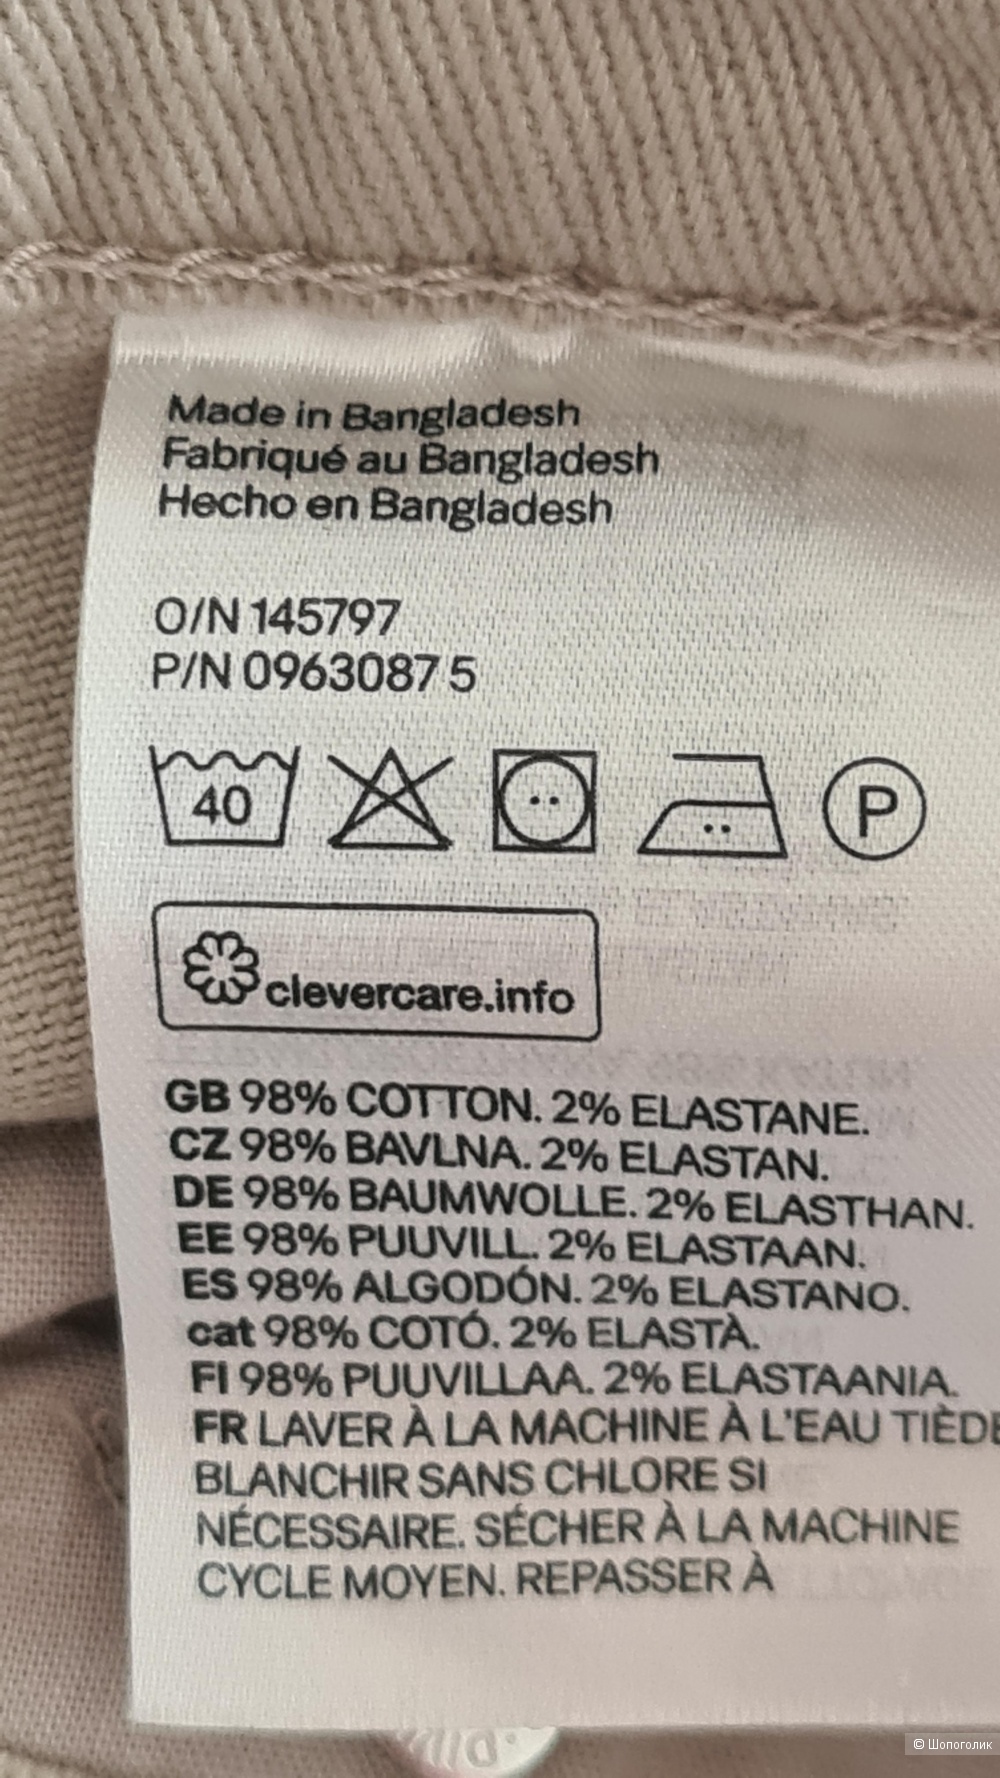 Made in Bangladesh
Fabriqué au Bangladesh
Hecho en Bangladesh
O/N 145797
P/N 0963087 5
40
P
clevercare.info
GB 98% COTTON. 2% ELASTANE.
CZ 98% BAVLNA. 2% ELASTAN.
DE 98% BAUMWOLLE. 2% ELASTHAN.
EE 98% PUUVILL. 2% ELASTAAN.
ES 98% ALGODÓN. 2% ELASTANO.
cat 98% COTÓ. 2% ELASTÀ.
FI 98% PUUVILLAA. 2% ELASTAANIA.
FR LAVER À LA MACHINE À L'EAU TIÈDE
BLANCHIR SANS CHLORE SI
NÉCESSAIRE. SÉCHER À LA MACHINE
CYCLE MOYEN. REPASSER À
© Шопоголик